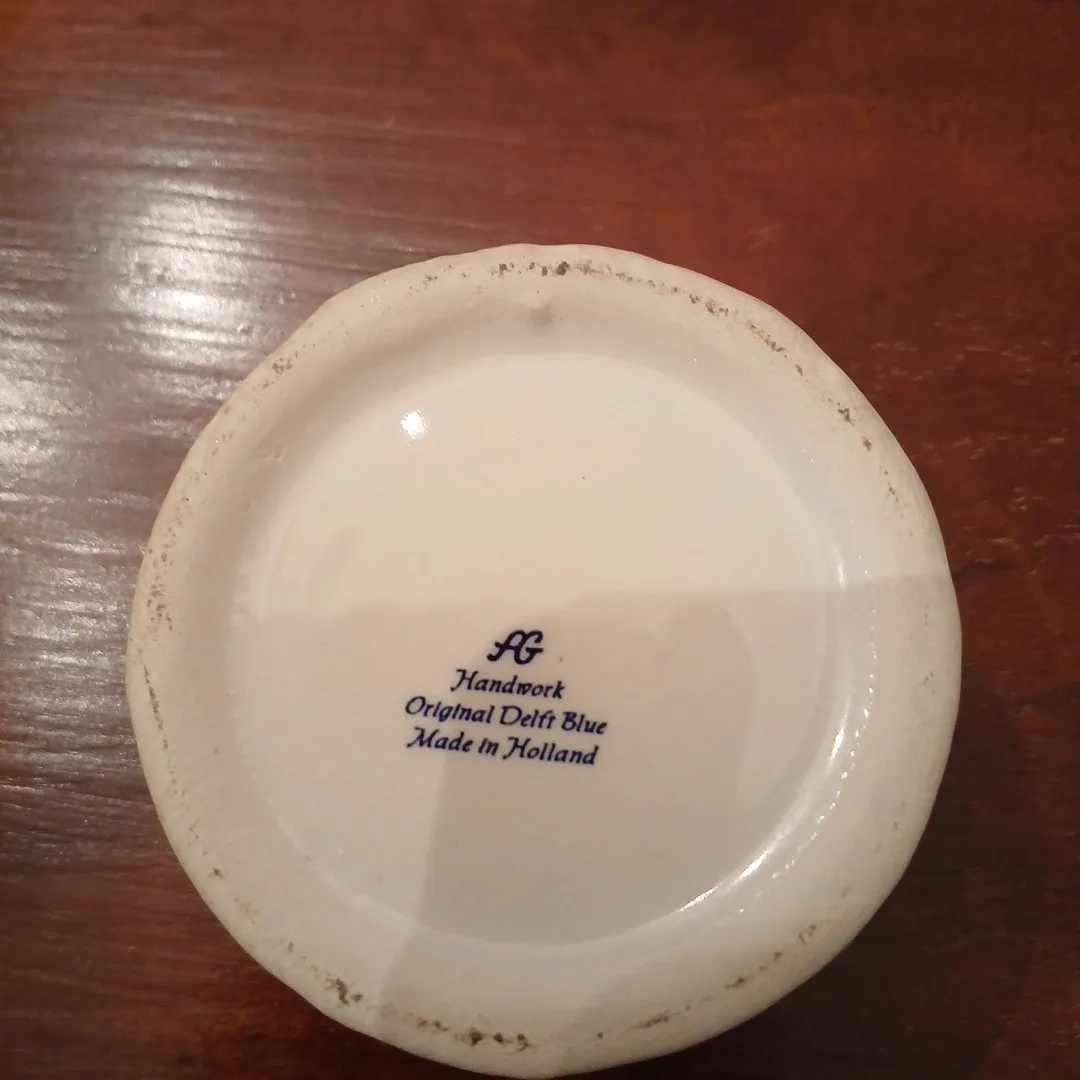 AG
Handwork
Original Delft Blue
Made in Holland